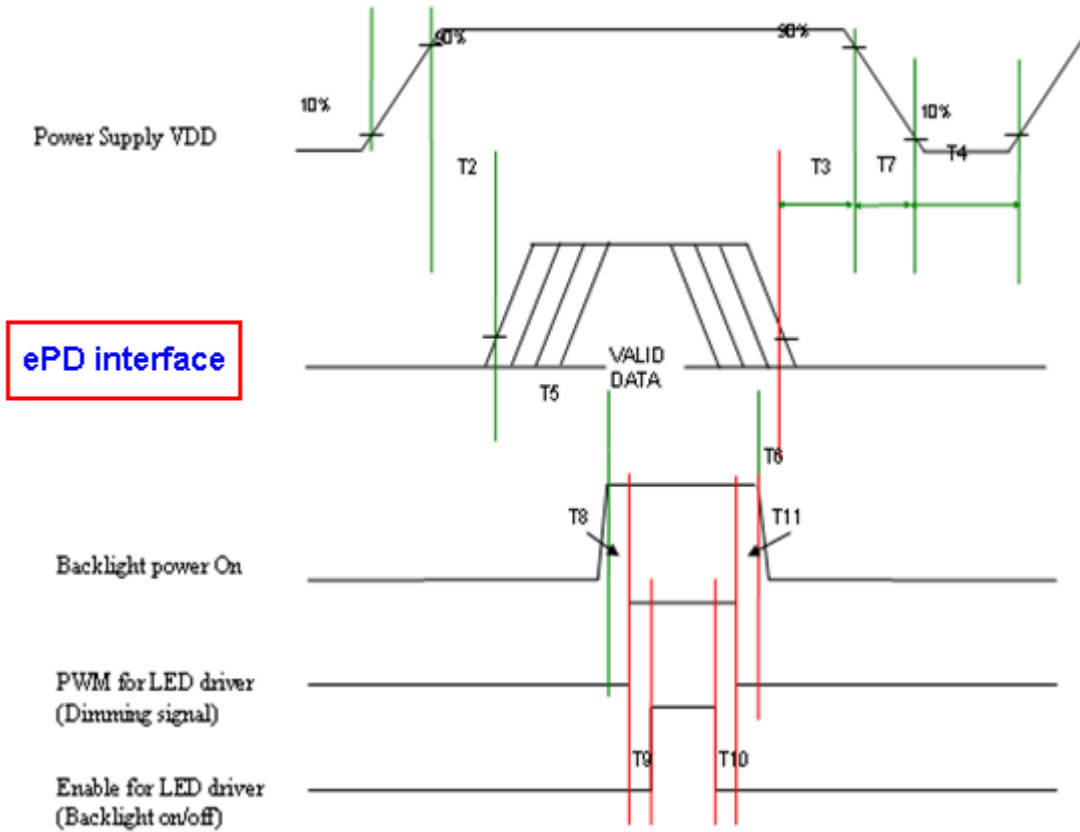 90%
90%
10%
10%
Power Supply VDD
T2
T3
T7
T4
ePD interface
VALID
DATA
T5
T6
T8
T11
Backlight power On
PWM for LED driver
(Dimming signal)
T9
T10
Enable for LED driver
(Backlight on/off)